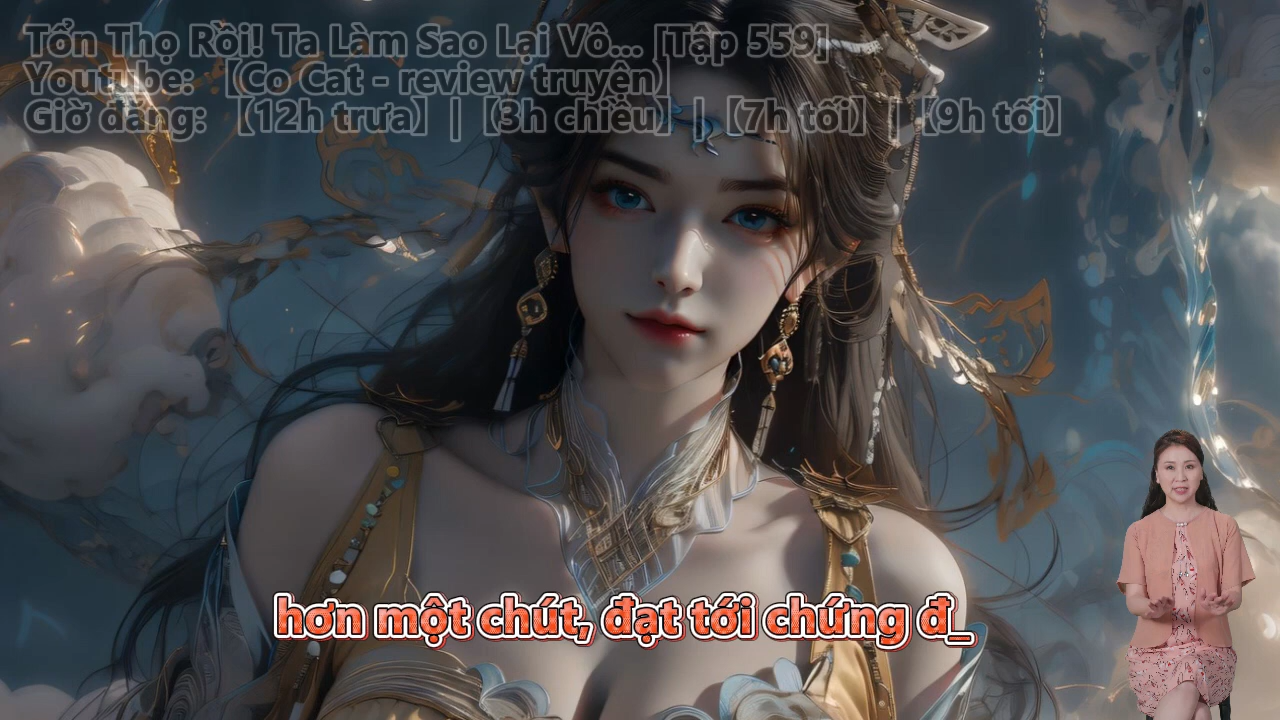 Tổn Thọ Rồi! Ta Làm Sao Lại Vô... [Tập 559]
Youtube: [Co Cat - review truyện]
Giờ đăng: [12h trưa] | [3h chiều] | [7h tối] | [9h tối]
hơn một chút, đạt tới chứng đ_